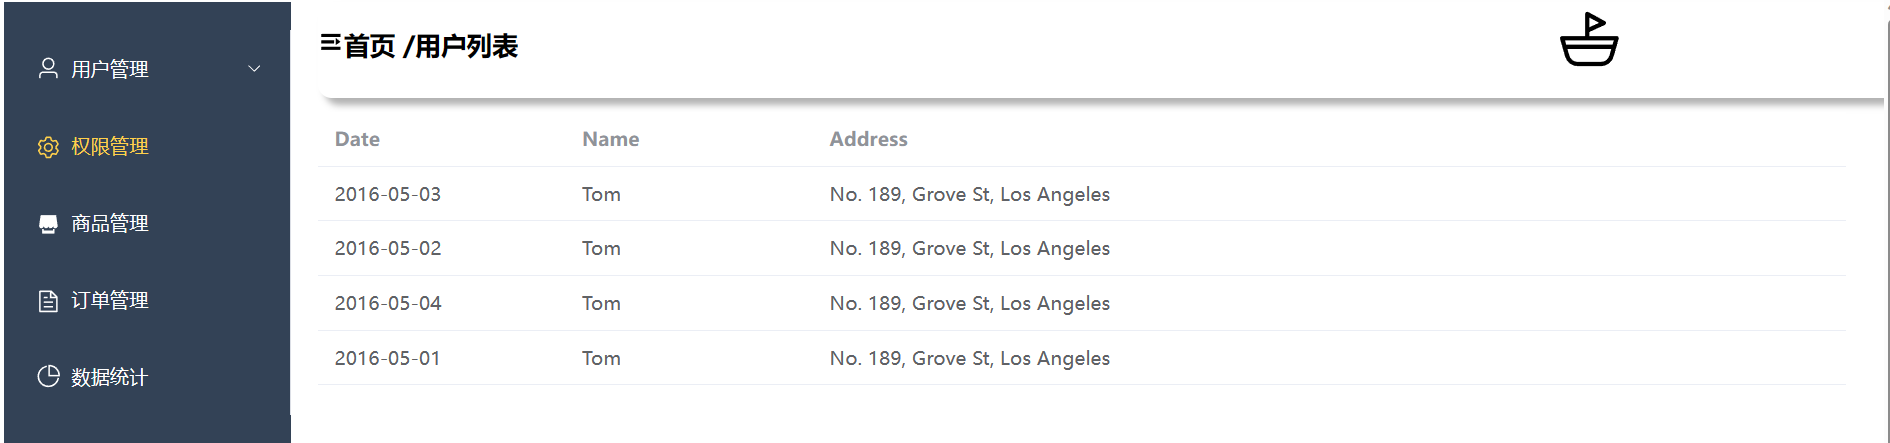 用户管理
权限管理
商品管理
订单管理
数据统计
首页 /用户列表
Date Name Address
2016-05-03 Tom No. 189, Grove St, Los Angeles
2016-05-02 Tom No. 189, Grove St, Los Angeles
2016-05-04 Tom No. 189, Grove St, Los Angeles
2016-05-01 Tom No. 189, Grove St, Los Angeles